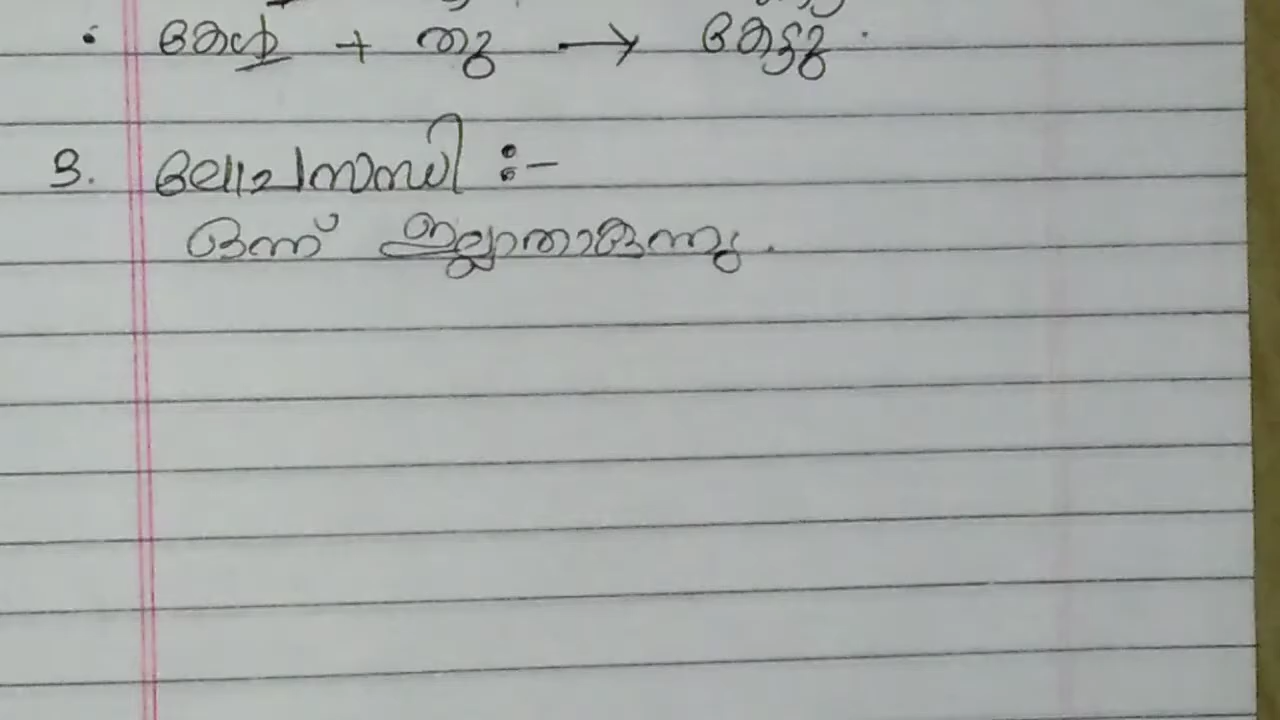 • കേൾ + തു → കേട്ടു.
3. ലോപസന്ധി :-
ഒന്ന് ഇല്ലാതാകുന്നു.